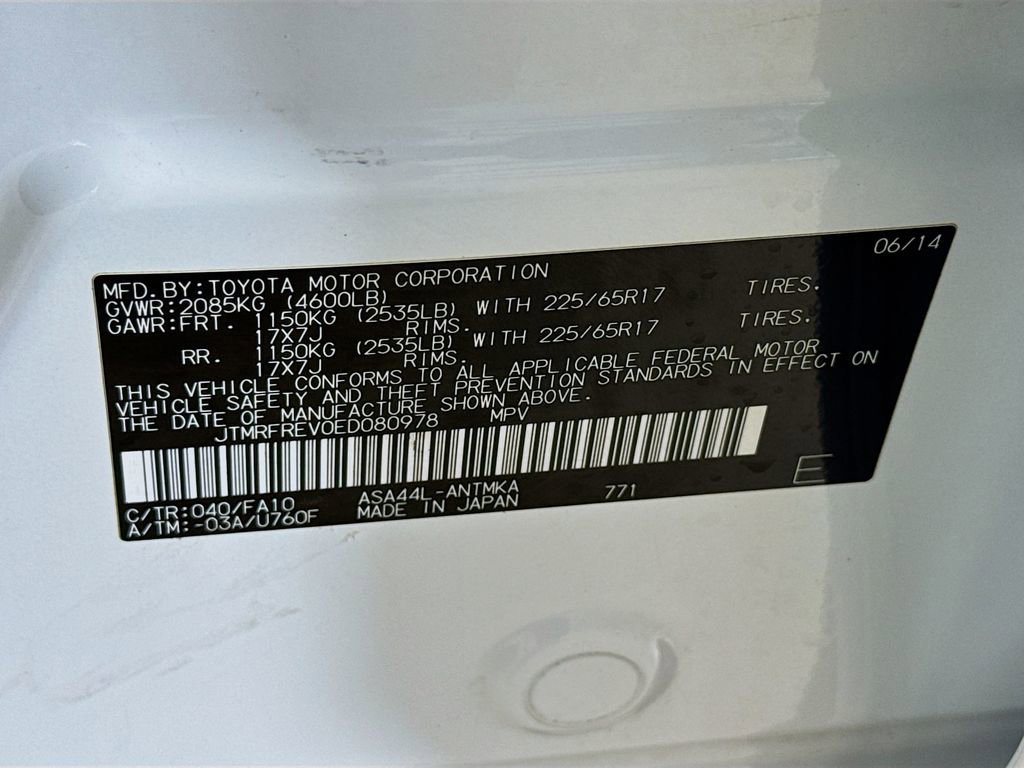 06/14
MFD.BY:TOYOTA MOTOR CORPORATION
GVWR:2085KG (4600LB)
GAWR:FRT. 1150KG (2535LB) WITH 225/65R17 TIRES.
17X7J RIMS.
RR. 1150KG (2535LB) WITH 225/65R17 TIRES.
17X7J RIMS.
THIS VEHICLE CONFORMS TO ALL APPLICABLE FEDERAL MOTOR
VEHICLE SAFETY AND THEFT PREVENTION STANDARDS IN EFFECT ON
THE DATE OF MANUFACTURE SHOWN ABOVE.
JTMRFREV0ED080978 MPV
C/TR:040/FA10 ASA44L-ANTMKA 771 E
A/TM:-03A/U760F MADE IN JAPAN